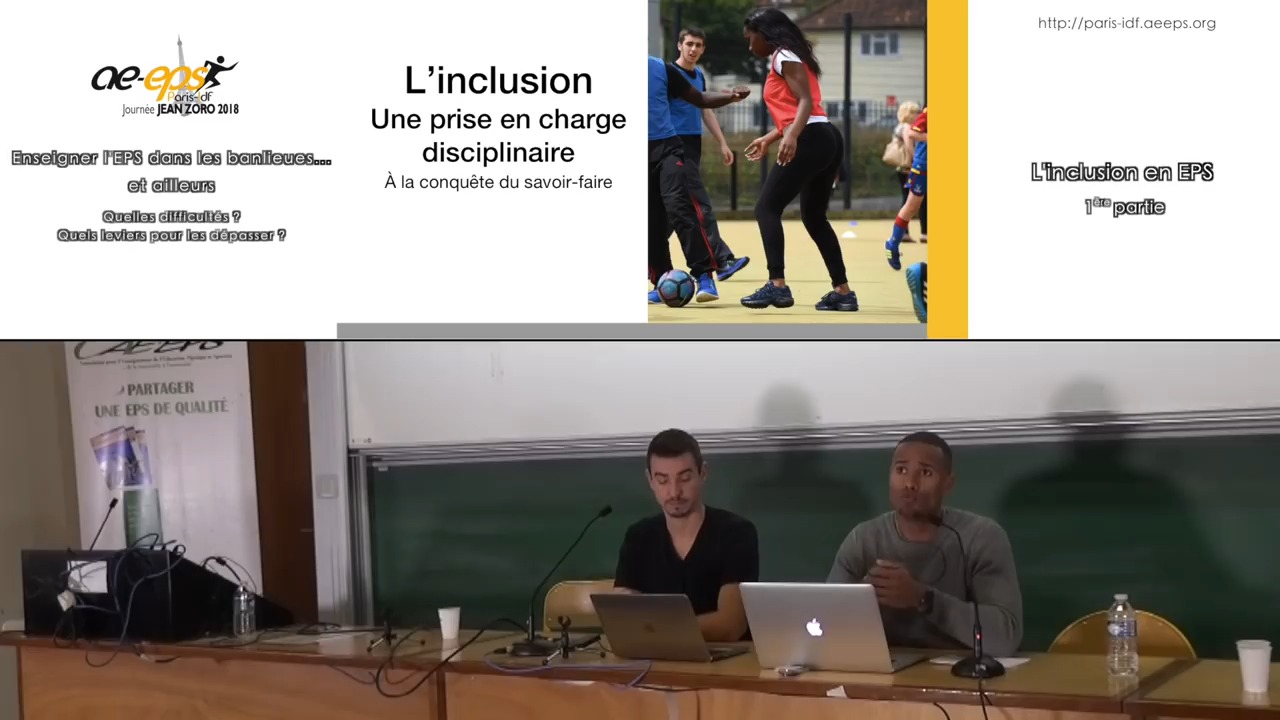 ae-eps
Paris-IdF
Journée JEAN ZORO 2018
Enseigner l'EPS dans les banlieues...
et ailleurs
Quelles difficultés ?
Quels leviers pour les dépasser ?
L'inclusion
Une prise en charge
disciplinaire
À la conquête du savoir-faire
http://paris-idf.aeeps.org
L'inclusion en EPS
1ère partie
AEEPS
PARTAGER
UNE EPS DE QUALITÉ